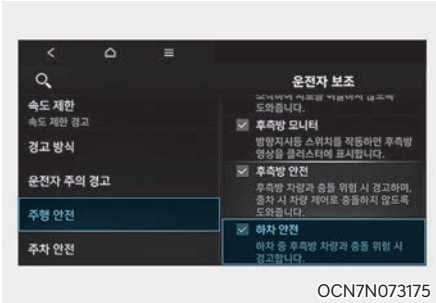 운전자 보조
속도 제한
속도 제한 경고
경고 방식
운전자 주의 경고
주행 안전
주차 안전
도와줍니다.
후측방 모니터
방향지시등 스위치를 작동하면 후측방
영상을 클러스터에 표시합니다.
후측방 안전
후측방 차량과 충돌 위험 시 경고하며,
출차 시 차량 제어로 충돌하지 않도록
도와줍니다.
하차 안전
하차 중 후측방 차량과 충돌 위험 시
경고합니다.
OCN7N073175